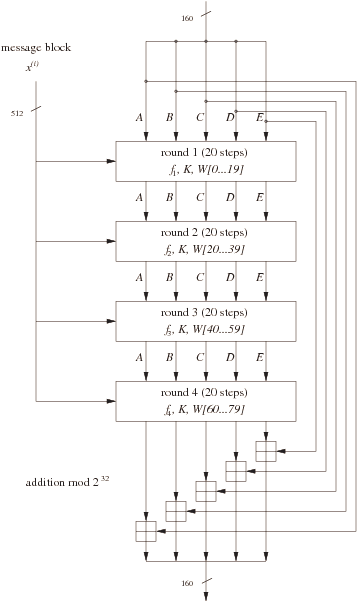 160
message block
x(i)
512
A B C D E
round 1 (20 steps)
f1, K, W[0...19]
A B C D E
round 2 (20 steps)
f2, K, W[20...39]
A B C D E
round 3 (20 steps)
f3, K, W[40...59]
A B C D E
round 4 (20 steps)
f4, K, W[60...79]
addition mod 2 32
160